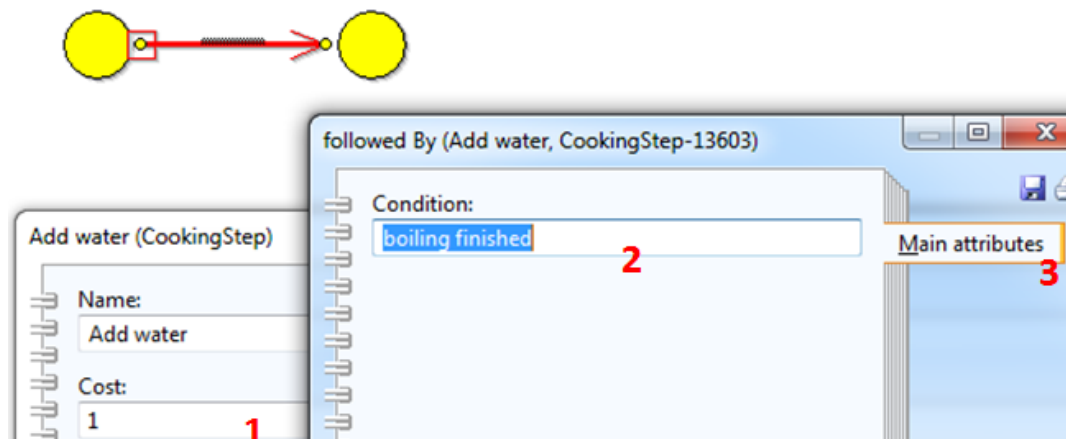 followed By (Add water, CookingStep-13603)
Condition:
boiling finished
2
Main attributes
3
Add water (CookingStep)
Name:
Add water
Cost:
1
1